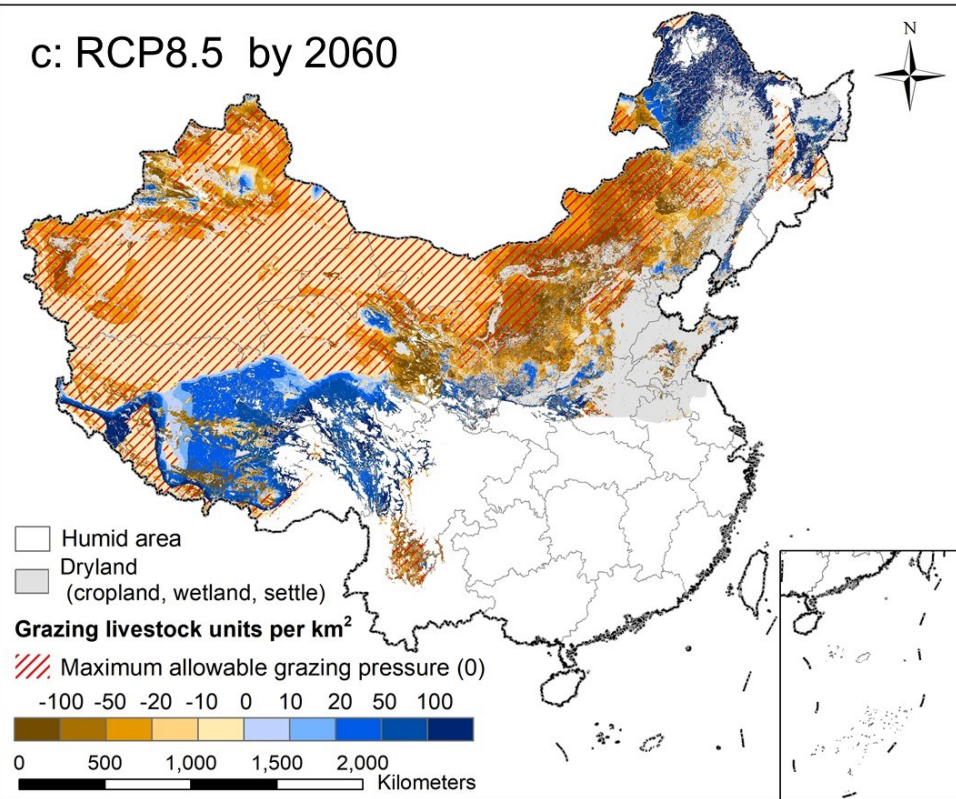 c: RCP8.5 by 2060
N
Humid area
Dryland
(cropland, wetland, settle)
Grazing livestock units per km²
Maximum allowable grazing pressure (0)
-100 -50 -20 -10 0 10 20 50 100
0 500 1,000 1,500 2,000
Kilometers